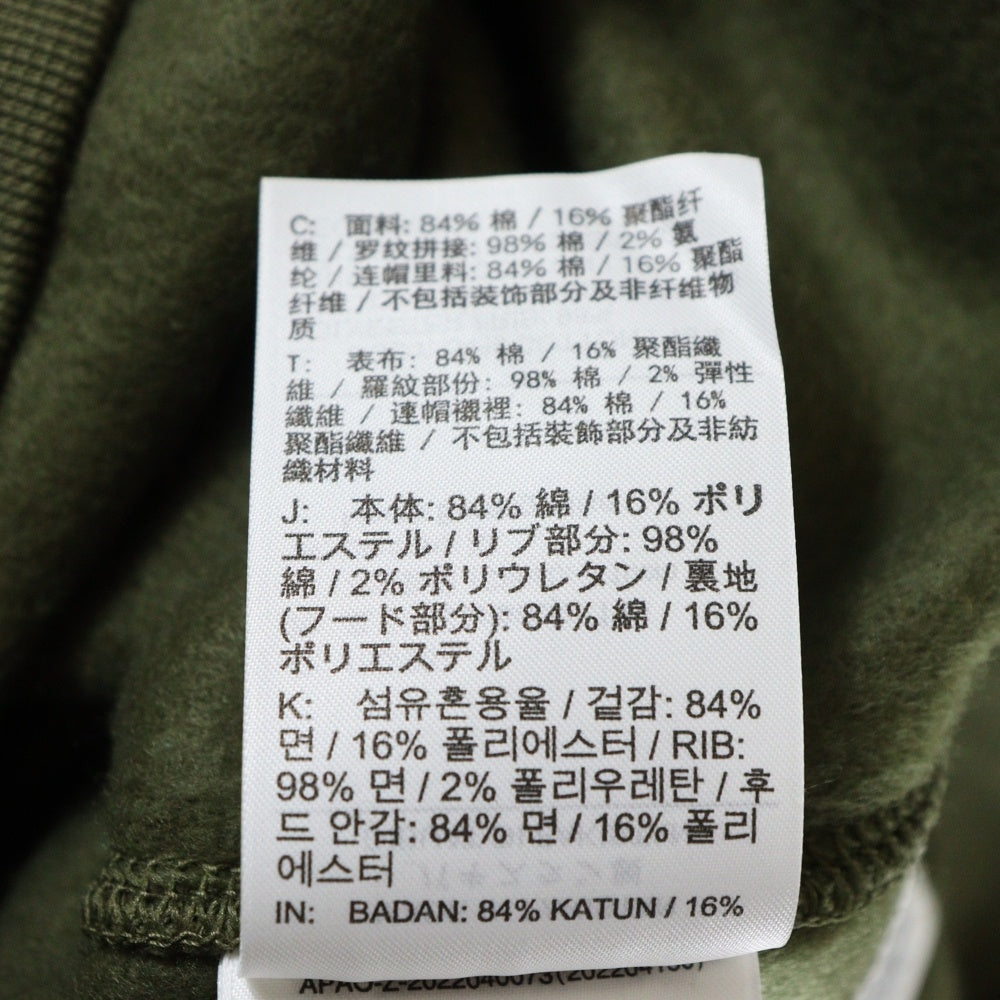 C: 面料: 84% 棉 / 16% 聚酯纤
维 / 罗纹拼接: 98% 棉 / 2% 氨
纶 / 连帽里料: 84% 棉 / 16% 聚酯
纤维 / 不包括装饰部分及非纤维物
质
T: 表布: 84% 棉 / 16% 聚酯纖
維 / 羅紋部份: 98% 棉 / 2% 彈性
纖維 / 連帽襯裡: 84% 棉 / 16%
聚酯纖維 / 不包括裝飾部分及非紡
織材料
J: 本体: 84% 綿 / 16% ポリ
エステル / リブ部分: 98%
綿 / 2% ポリウレタン / 裏地
(フード部分): 84% 綿 / 16%
ポリエステル
K: 섬유혼용율 / 겉감: 84%
면 / 16% 폴리에스터 / RIB:
98% 면 / 2% 폴리우레탄 / 후
드 안감: 84% 면 / 16% 폴리
에스터
IN: BADAN: 84% KATUN / 16%